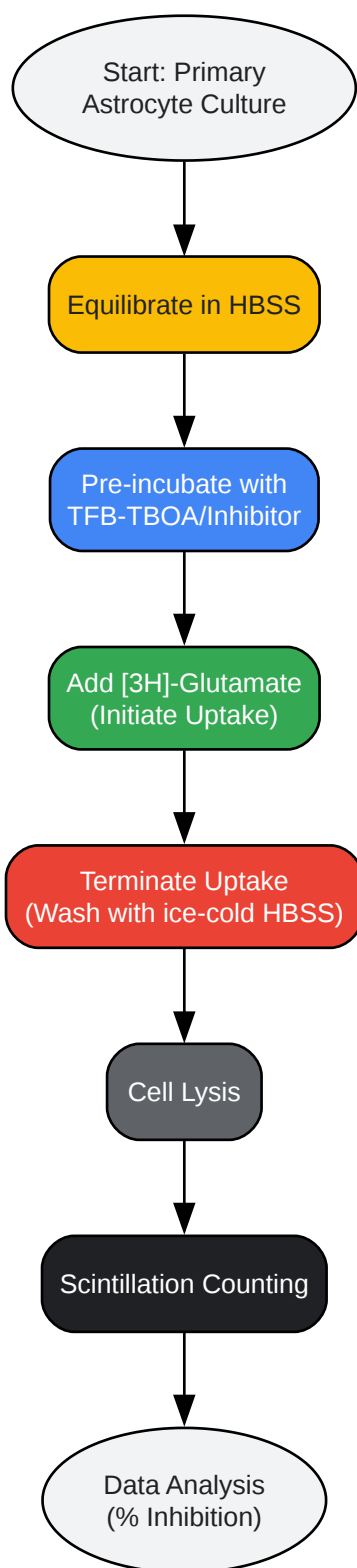 Start: Primary
Astrocyte Culture
Equilibrate in HBSS
Pre-incubate with
TFB-TBOA/Inhibitor
Add [3H]-Glutamate
(Initiate Uptake)
Terminate Uptake
(Wash with ice-cold HBSS)
Cell Lysis
Scintillation Counting
Data Analysis
(% Inhibition)